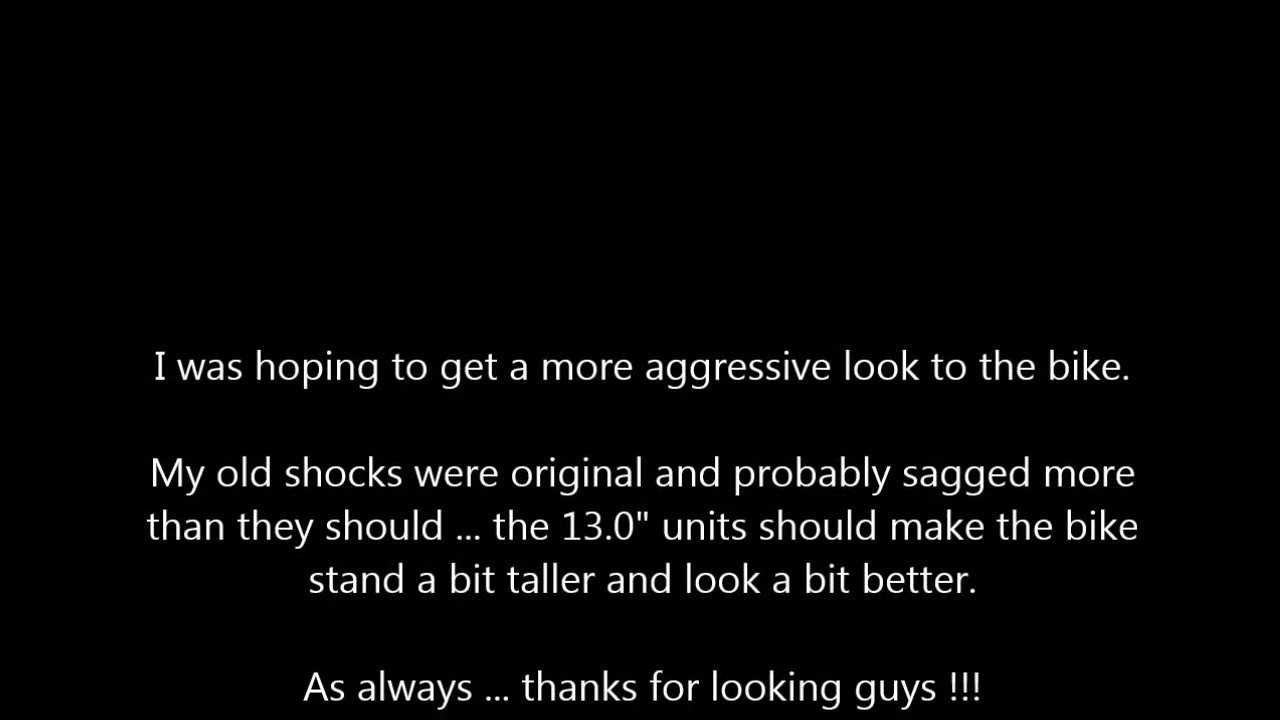 I was hoping to get a more aggressive look to the bike.
My old shocks were original and probably sagged more
than they should ... the 13.0" units should make the bike
stand a bit taller and look a bit better.
As always ... thanks for looking guys !!!